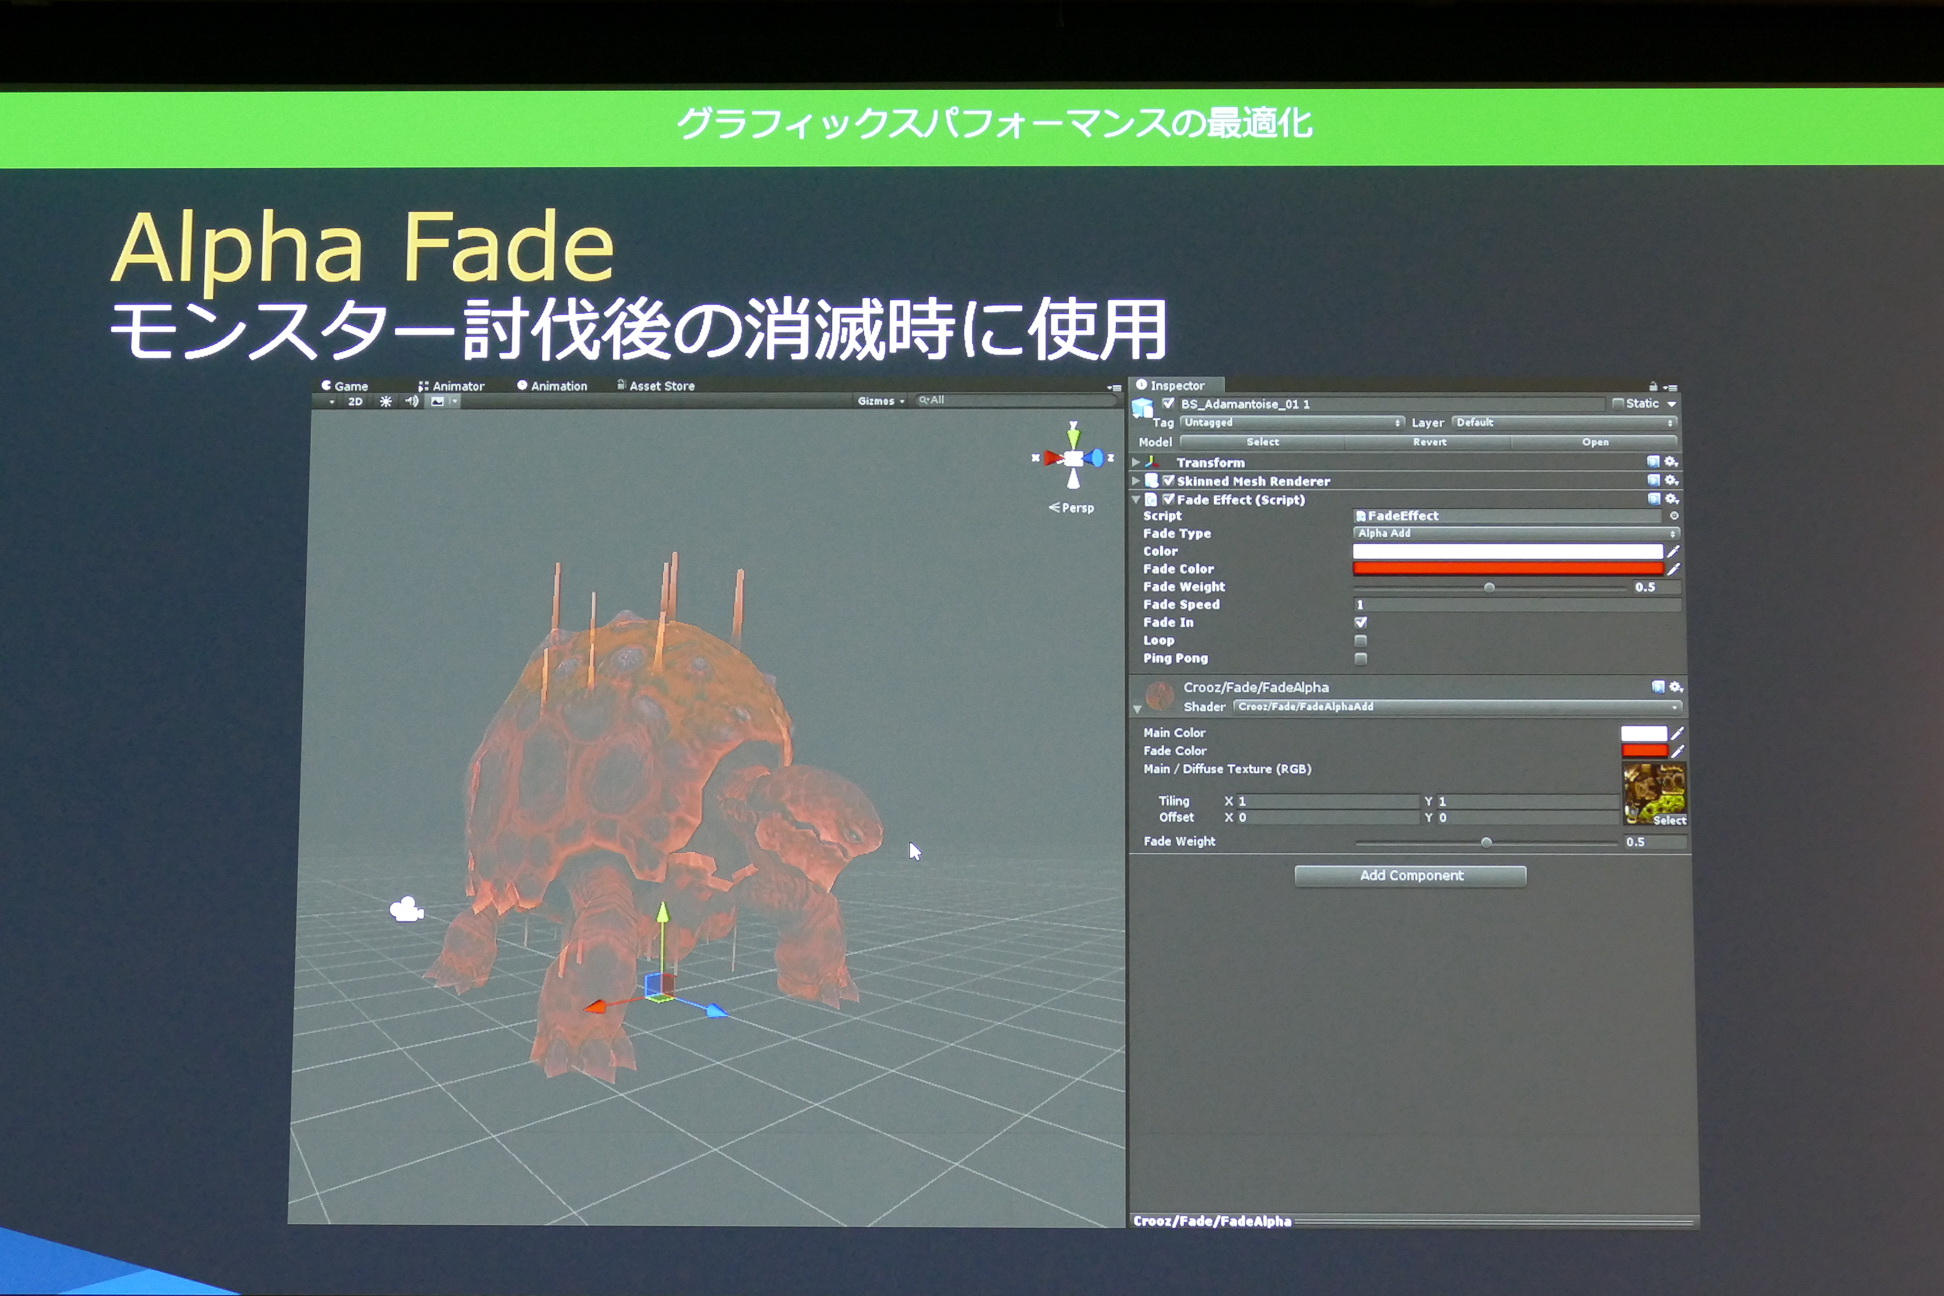 グラフィックスパフォーマンスの最適化
Alpha Fade
モンスター討伐後の消滅時に使用
Game Animator Animation Asset Store
2D Gizmos All
y
x z
Persp
Inspector
BS_Adamantoise_01 1 Static
Tag Untagged Layer Default
Model Select Revert Open
Transform
Skinned Mesh Renderer
Fade Effect (Script)
Script FadeEffect
Fade Type Alpha Add
Color
Fade Color
Fade Weight 0.5
Fade Speed 1
Fade In
Loop
Ping Pong
Crooz/Fade/FadeAlpha
Shader Crooz/Fade/FadeAlphaAdd
Main Color
Fade Color
Main / Diffuse Texture (RGB)
Tiling X 1 Y 1
Offset X 0 Y 0
Select
Fade Weight 0.5
Add Component
Crooz/Fade/FadeAlpha